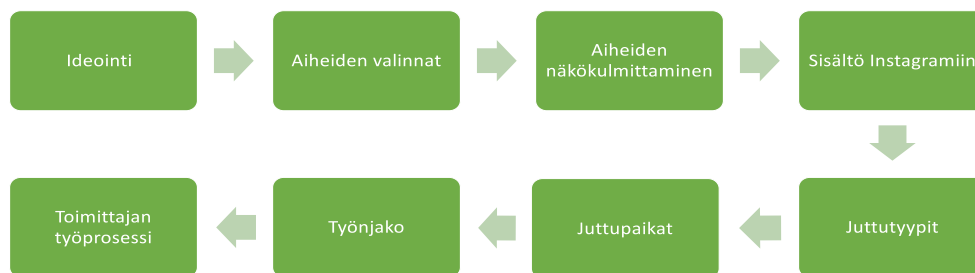 Ideointi
Aiheiden valinnat
Aiheiden
näkökulmittaminen
Sisältö Instagramiin
Juttutyypit
Juttupaikat
Työnjako
Toimittajan
työprosessi